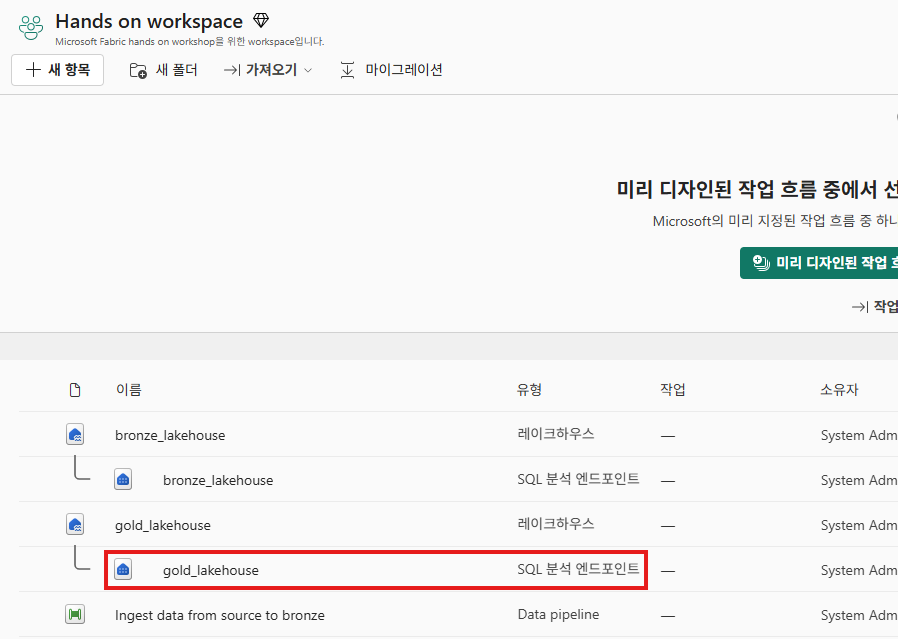 Hands on workspace
Microsoft Fabric hands on workshop을 위한 workspace입니다.
새 항목 새 폴더 가져오기 마이그레이션
미리 디자인된 작업 흐름 중에서 선
Microsoft의 미리 지정된 작업 흐름 중 하나
미리 디자인된 작업
작업
이름 유형 작업 소유자
bronze_lakehouse 레이크하우스 — System Adm
bronze_lakehouse SQL 분석 엔드포인트 — System Adm
gold_lakehouse 레이크하우스 — System Adm
gold_lakehouse SQL 분석 엔드포인트 — System Adm
Ingest data from source to bronze Data pipeline — System Adm